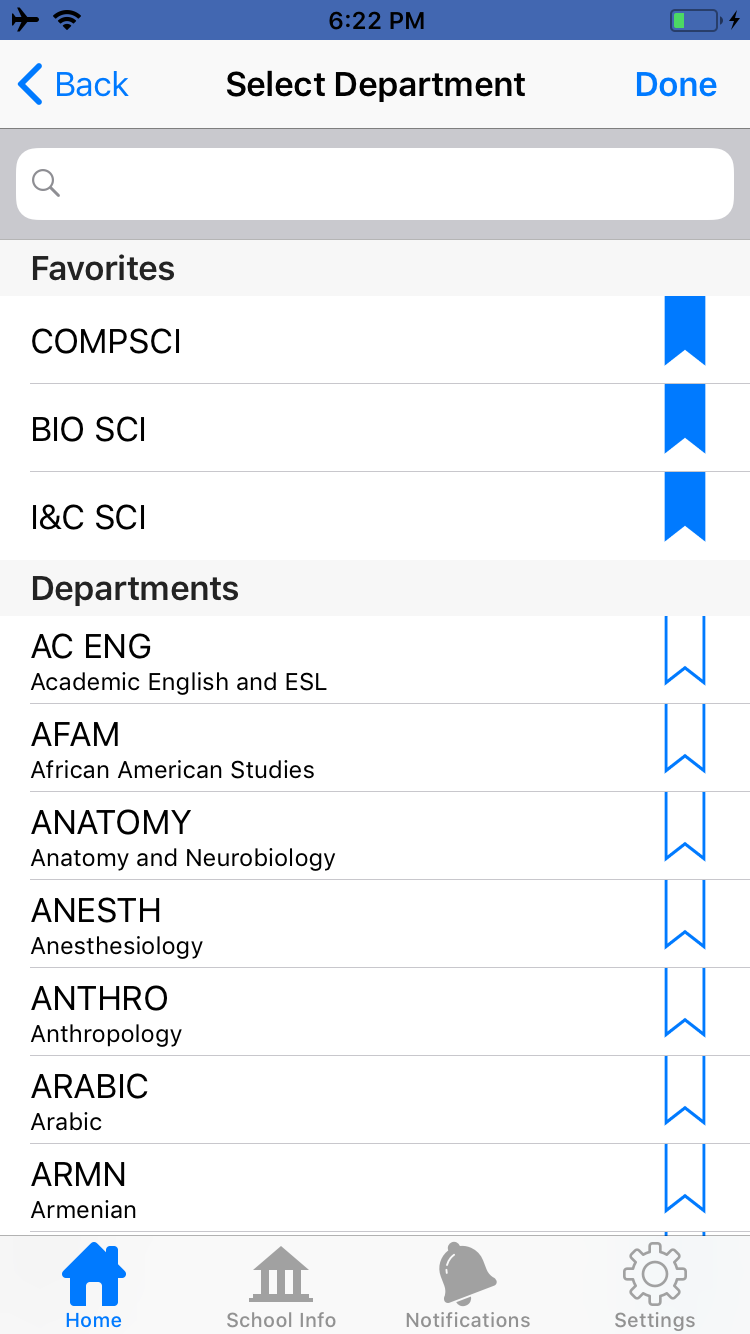 6:22 PM
Back
Select Department
Done
Favorites
COMPSCI
BIO SCI
I&C SCI
Departments
AC ENG
Academic English and ESL
AFAM
African American Studies
ANATOMY
Anatomy and Neurobiology
ANESTH
Anesthesiology
ANTHRO
Anthropology
ARABIC
Arabic
ARMN
Armenian
Home
School Info
Notifications
Settings